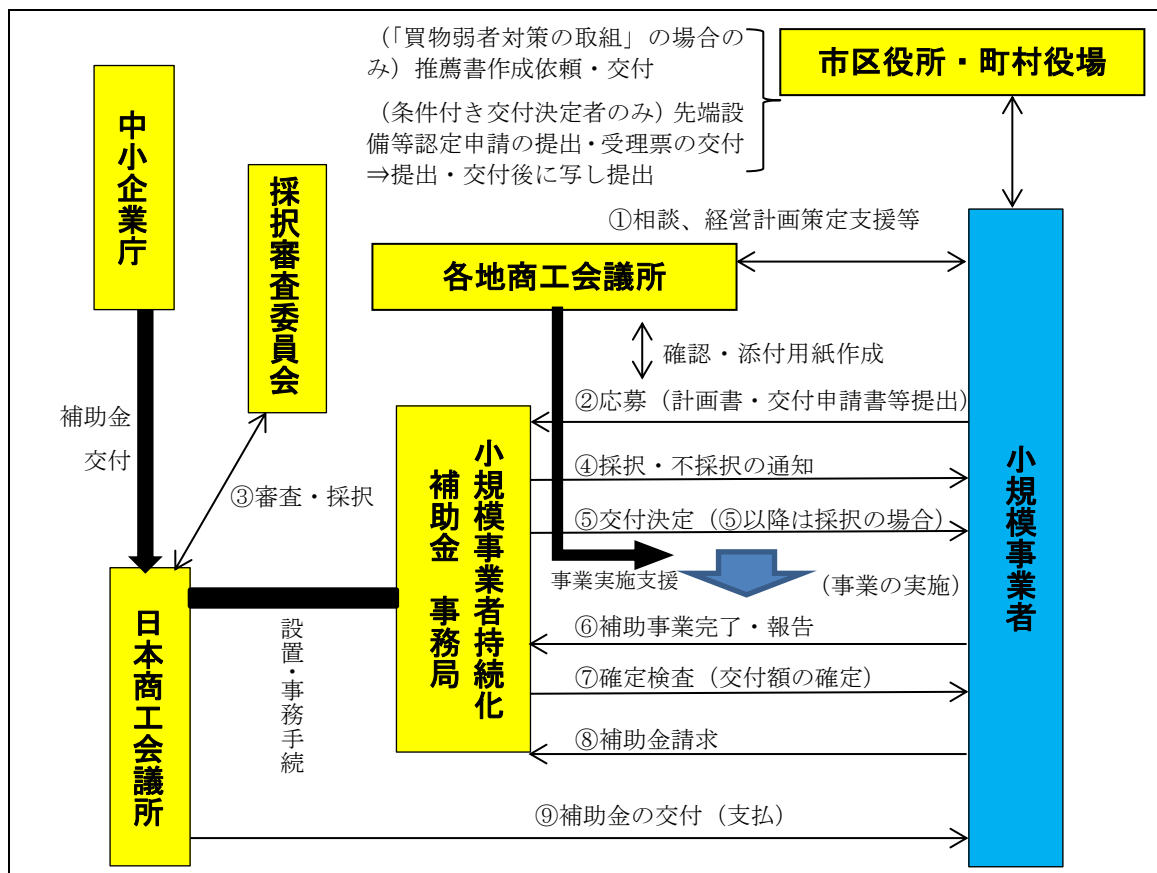 （「買物弱者対策の取組」の場合の
み）推薦書作成依頼・交付
（条件付き交付決定者のみ）先端設
備等認定申請の提出・受理票の交付
⇒提出・交付後に写し提出
市区役所・町村役場
中小企業庁
採択審査委員会
①相談、経営計画策定支援等
各地商工会議所
確認・添付用紙作成
補助金
交付
③審査・採択
②応募（計画書・交付申請書等提出）
④採択・不採択の通知
⑤交付決定（⑤以降は採択の場合）
事業実施支援
（事業の実施）
⑥補助事業完了・報告
⑦確定検査（交付額の確定）
⑧補助金請求
小規模事業者持続化
補助金　事務局
小規模事業者
日本商工会議所
設置・事務手続
⑨補助金の交付（支払）